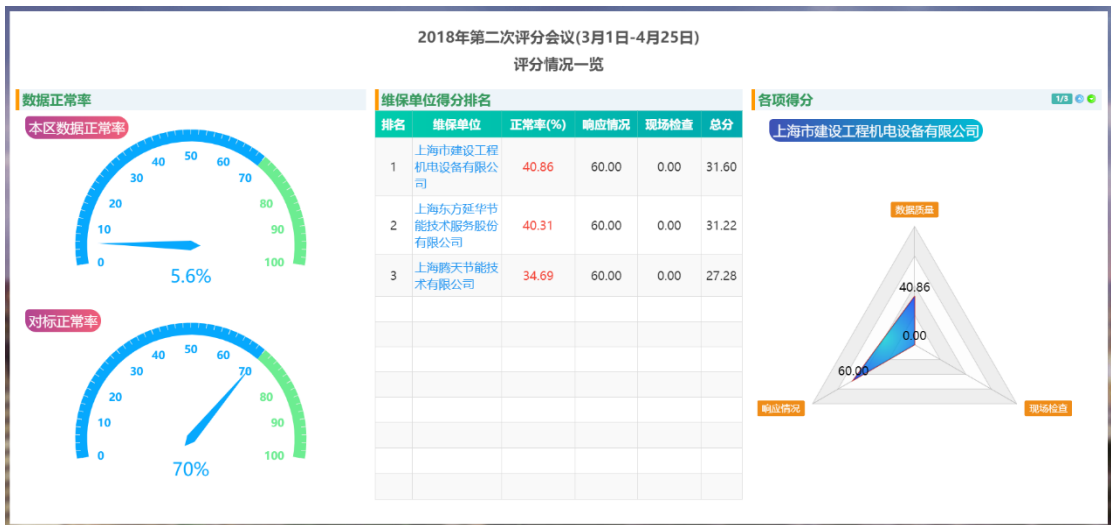 2018年第二次评分会议(3月1日-4月25日)
评分情况一览
数据正常率
本区数据正常率
0
10
20
30
40
50
60
70
80
90
100
5.6%
对标正常率
0
10
20
30
40
50
60
70
80
90
100
70%
维保单位得分排名
排名 维保单位 正常率(%) 响应情况 现场检查 总分
1 上海市建设工程 40.86 60.00 0.00 31.60
机电设备有限公
司
2 上海东方延华节 40.31 60.00 0.00 31.22
能技术服务股份
有限公司
3 上海腾天节能技 34.69 60.00 0.00 27.28
术有限公司
各项得分
1/3
上海市建设工程机电设备有限公司
数据质量
40.86
0.00
60.00
响应情况
现场检查